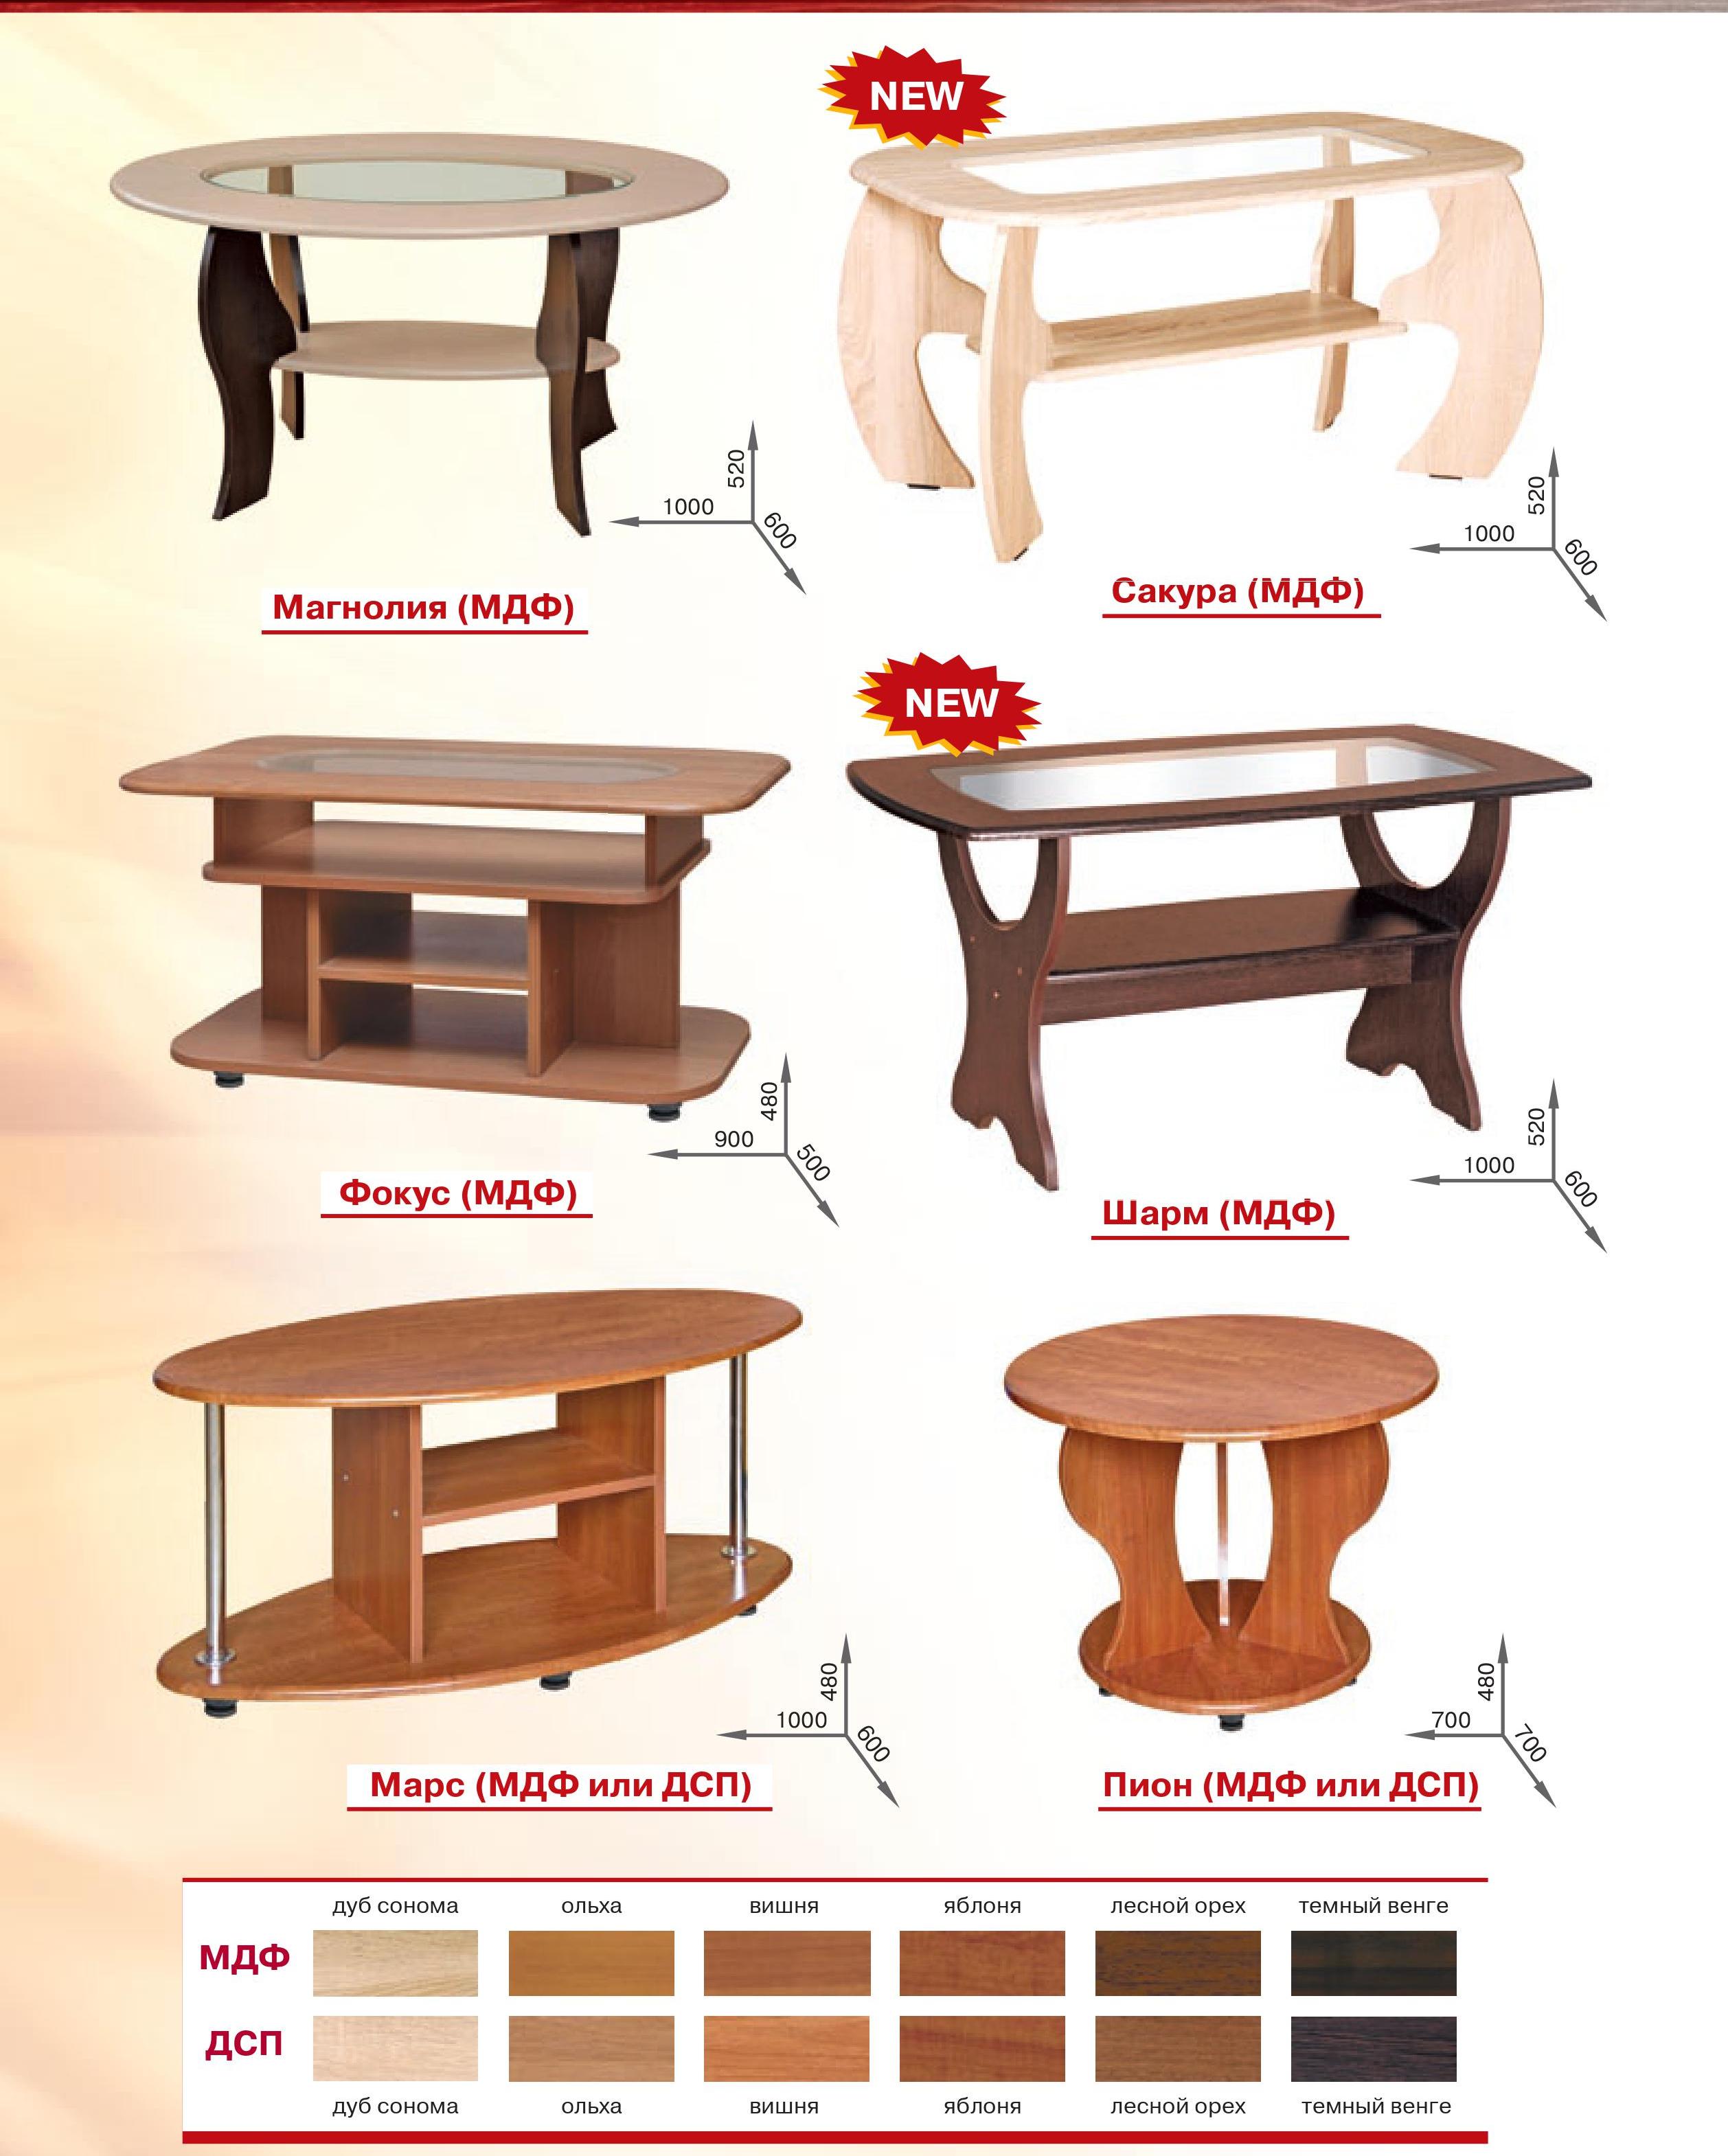 NEW
520
1000
600
Магнолия (МДФ)
520
1000
600
Сакура (МДФ)
NEW
480
900
500
Фокус (МДФ)
520
1000
600
Шарм (МДФ)
480
1000
600
Марс (МДФ или ДСП)
480
700
700
Пион (МДФ или ДСП)
дуб сонома ольха вишня яблоня лесной орех темный венге
МДФ
ДСП
дуб сонома ольха вишня яблоня лесной орех темный венге